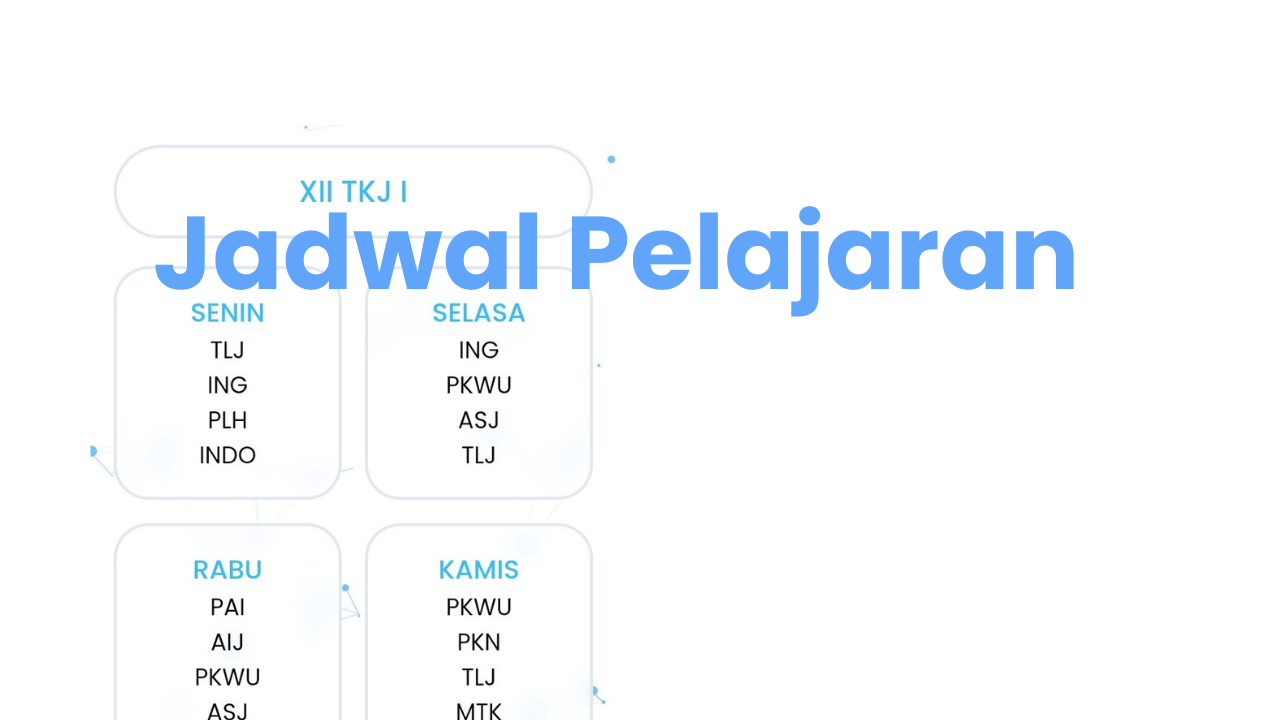 XII TKJ I
Jadwal Pelajaran
SENIN
TLJ
ING
PLH
INDO
SELASA
ING
PKWU
ASJ
TLJ
RABU
PAI
AIJ
PKWU
ASJ
KAMIS
PKWU
PKN
TLJ
MTK